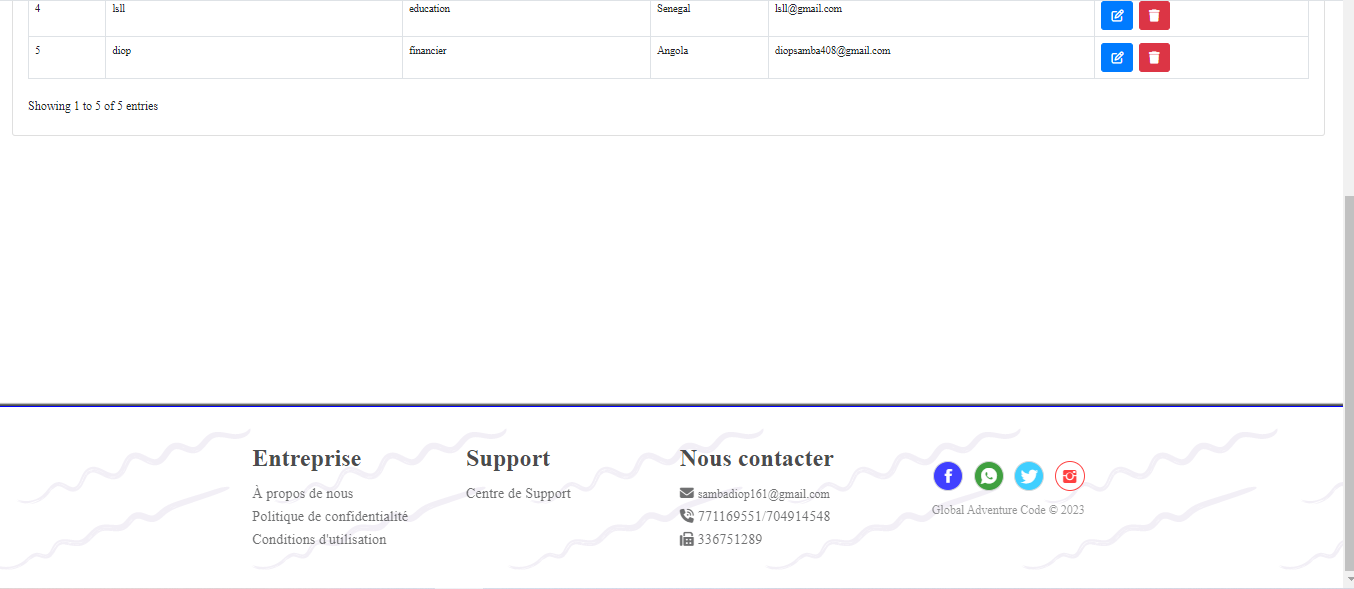 4 lsll education Senegal lsll@gmail.com
5 diop financier Angola diopsamba408@gmail.com
Showing 1 to 5 of 5 entries
Entreprise
À propos de nous
Politique de confidentialité
Conditions d'utilisation
Support
Centre de Support
Nous contacter
sambadiop161@gmail.com
771169551/704914548
336751289
Global Adventure Code © 2023